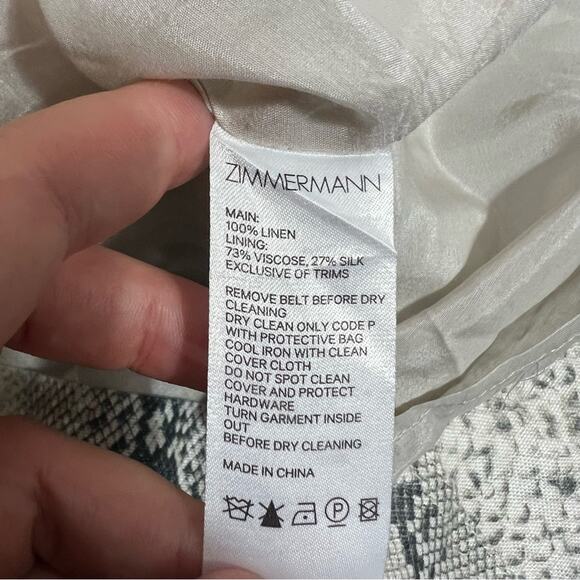 ZIMMERMANN
MAIN:
100% LINEN
LINING:
73% VISCOSE, 27% SILK
EXCLUSIVE OF TRIMS
REMOVE BELT BEFORE DRY
CLEANING
DRY CLEAN ONLY CODE P
WITH PROTECTIVE BAG
COOL IRON WITH CLEAN
COVER CLOTH
DO NOT SPOT CLEAN
COVER AND PROTECT
HARDWARE
TURN GARMENT INSIDE
OUT
BEFORE DRY CLEANING
MADE IN CHINA
P